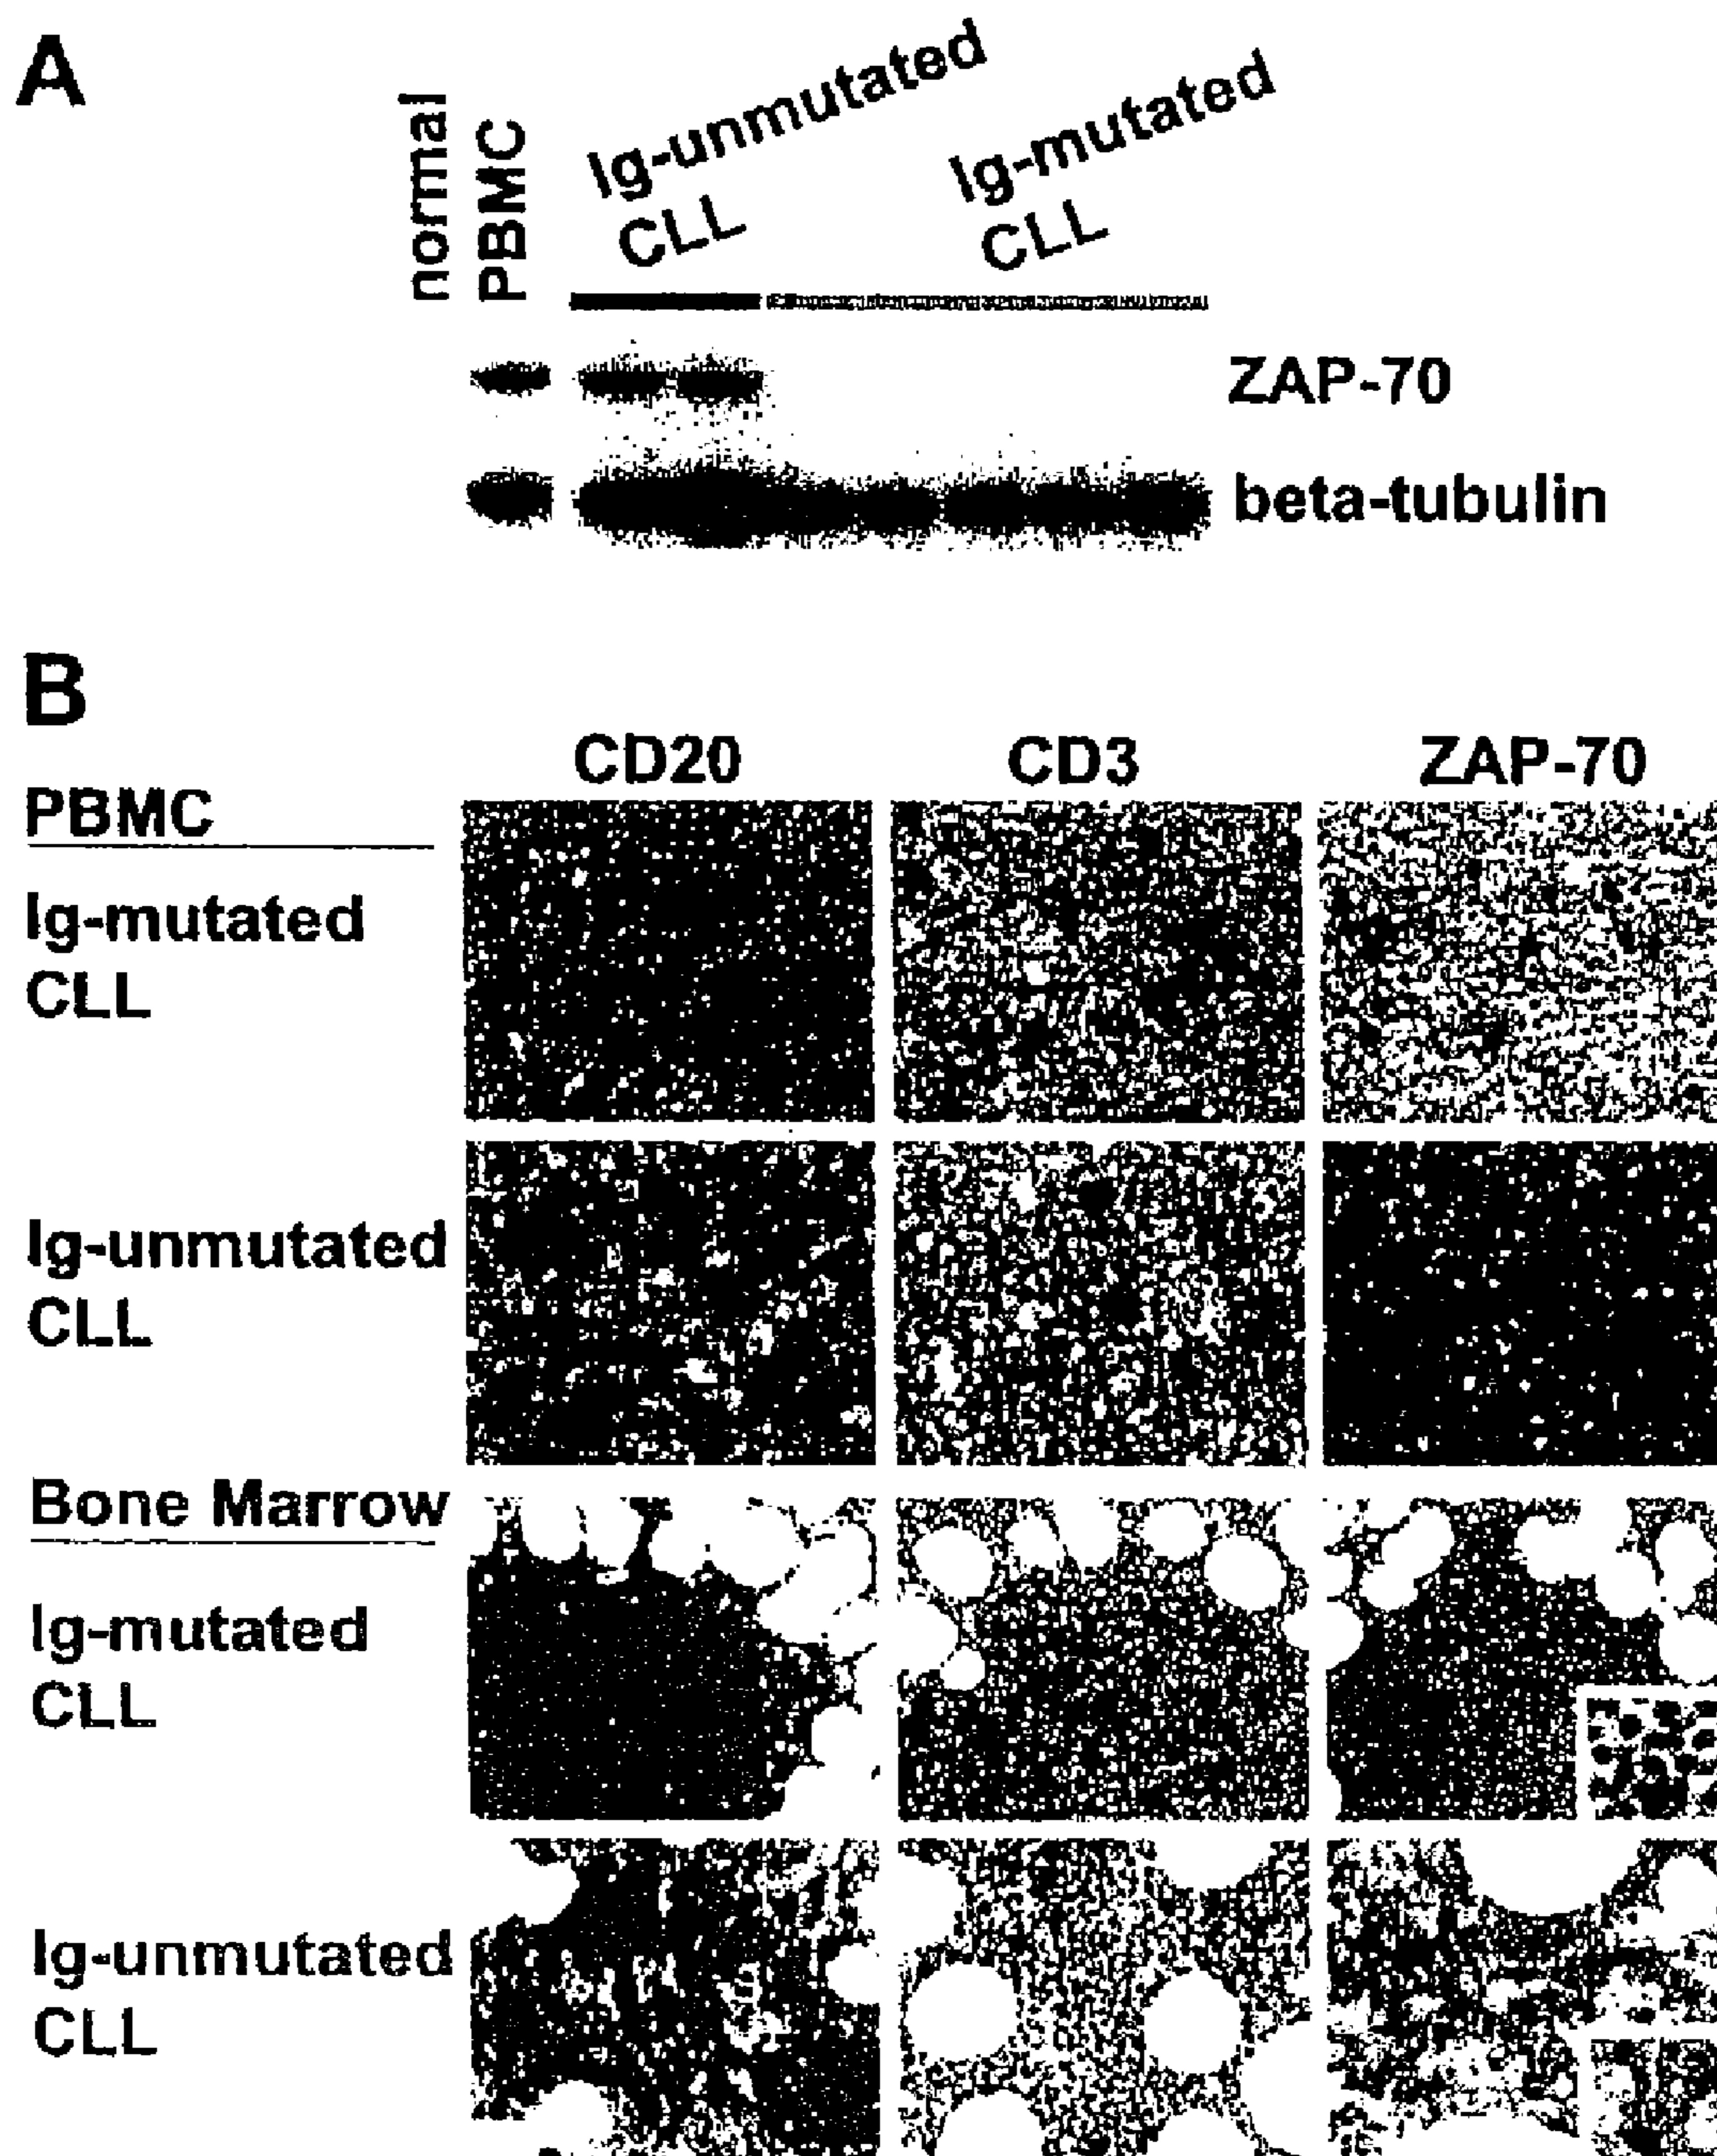 A
normal
PBMC
Ig-unmutated
CLL
Ig-mutated
CLL
ZAP-70
beta-tubulin
B
CD20 CD3 ZAP-70
PBMC
Ig-mutated
CLL
Ig-unmutated
CLL
Bone Marrow
Ig-mutated
CLL
Ig-unmutated
CLL